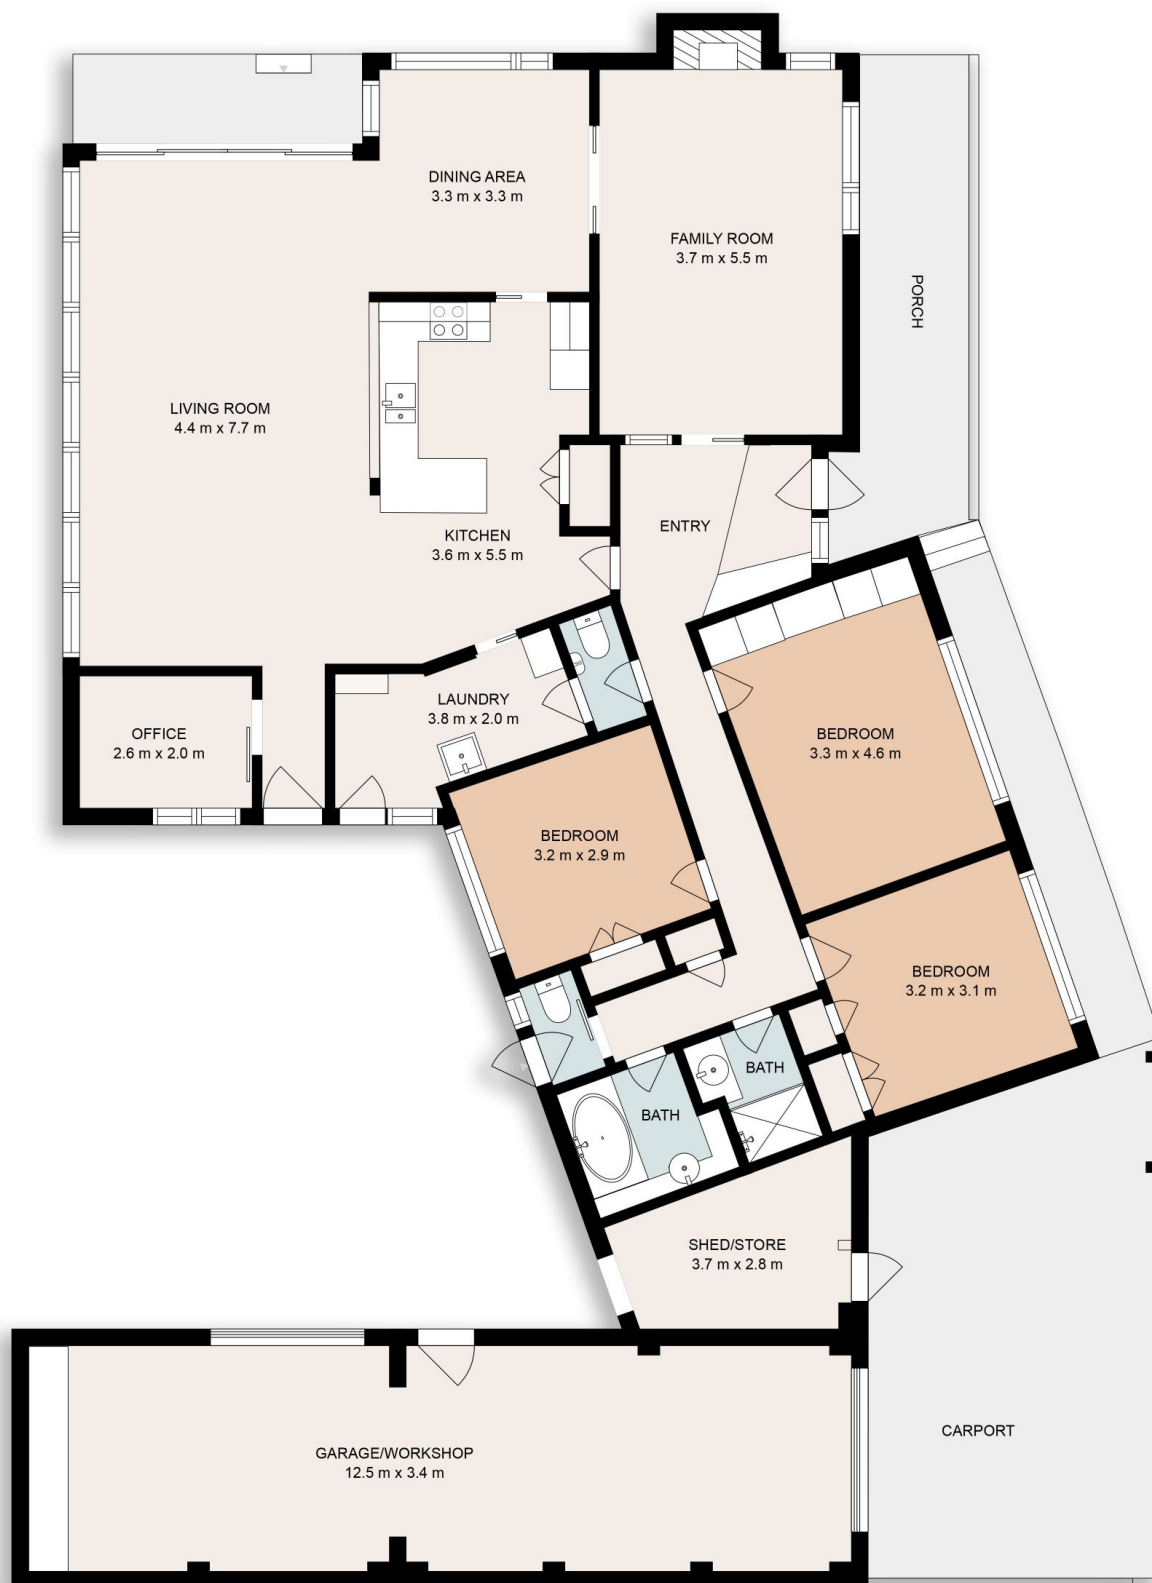 DINING AREA
3.3 m x 3.3 m
FAMILY ROOM
3.7 m x 5.5 m
PORCH
LIVING ROOM
4.4 m x 7.7 m
ENTRY
KITCHEN
3.6 m x 5.5 m
LAUNDRY
3.8 m x 2.0 m
OFFICE
2.6 m x 2.0 m
BEDROOM
3.3 m x 4.6 m
BEDROOM
3.2 m x 2.9 m
BEDROOM
3.2 m x 3.1 m
BATH
BATH
SHED/STORE
3.7 m x 2.8 m
CARPORT
GARAGE/WORKSHOP
12.5 m x 3.4 m